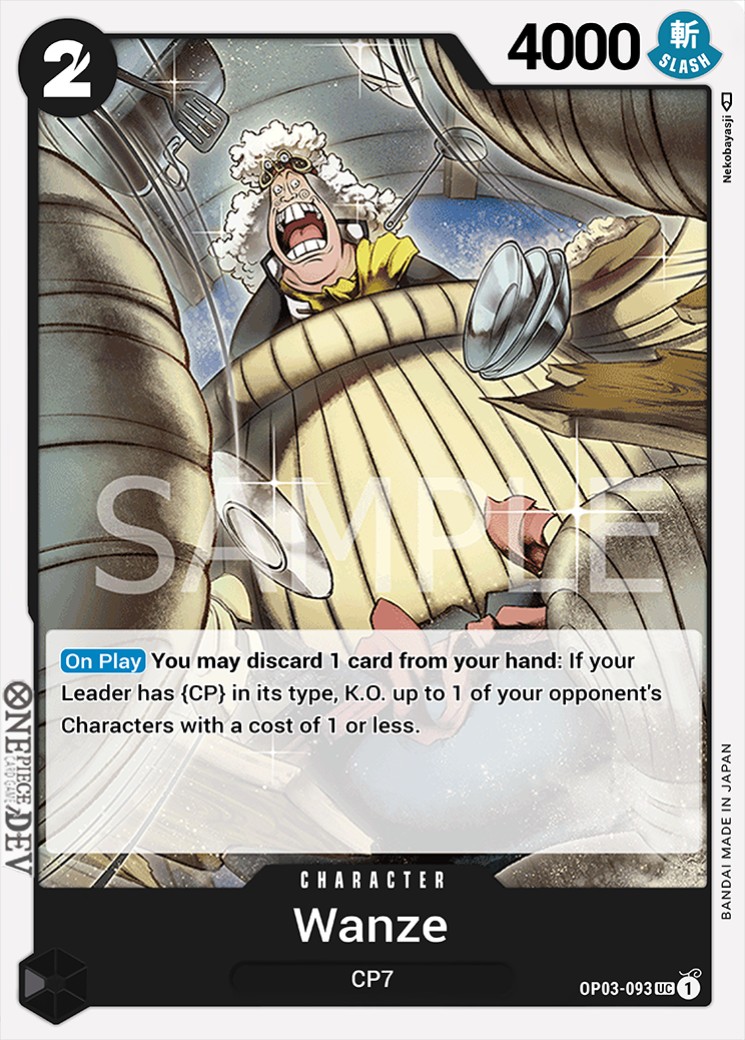 2
4000
斬
SLASH
Nekobayasji
SAMPLE
On Play You may discard 1 card from your hand: If your
Leader has {CP} in its type, K.O. up to 1 of your opponent's
Characters with a cost of 1 or less.
ONE PIECE
CARD GAME
DEV
BANDAI MADE IN JAPAN
CHARACTER
Wanze
CP7
OP03-093 UC 1